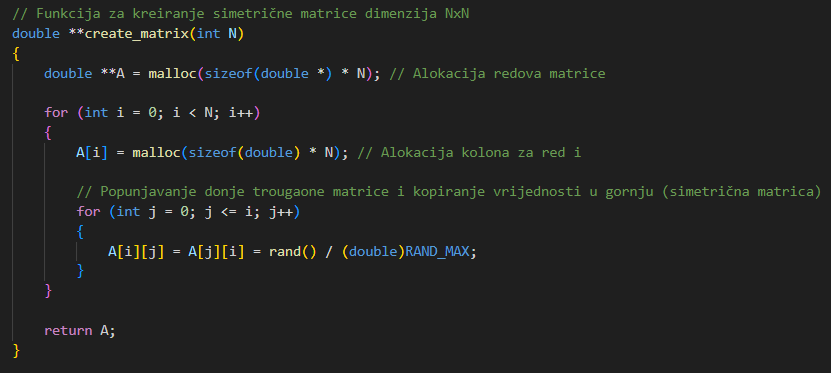 // Funkcija za kreiranje simetrične matrice dimenzija NxN
double **create_matrix(int N)
{
    double **A = malloc(sizeof(double *) * N); // Alokacija redova matrice

    for (int i = 0; i < N; i++)
    {
        A[i] = malloc(sizeof(double) * N); // Alokacija kolona za red i

        // Popunjavanje donje trougaone matrice i kopiranje vrijednosti u gornju (simetrična matrica)
        for (int j = 0; j <= i; j++)
        {
            A[i][j] = A[j][i] = rand() / (double)RAND_MAX;
        }
    }

    return A;
}